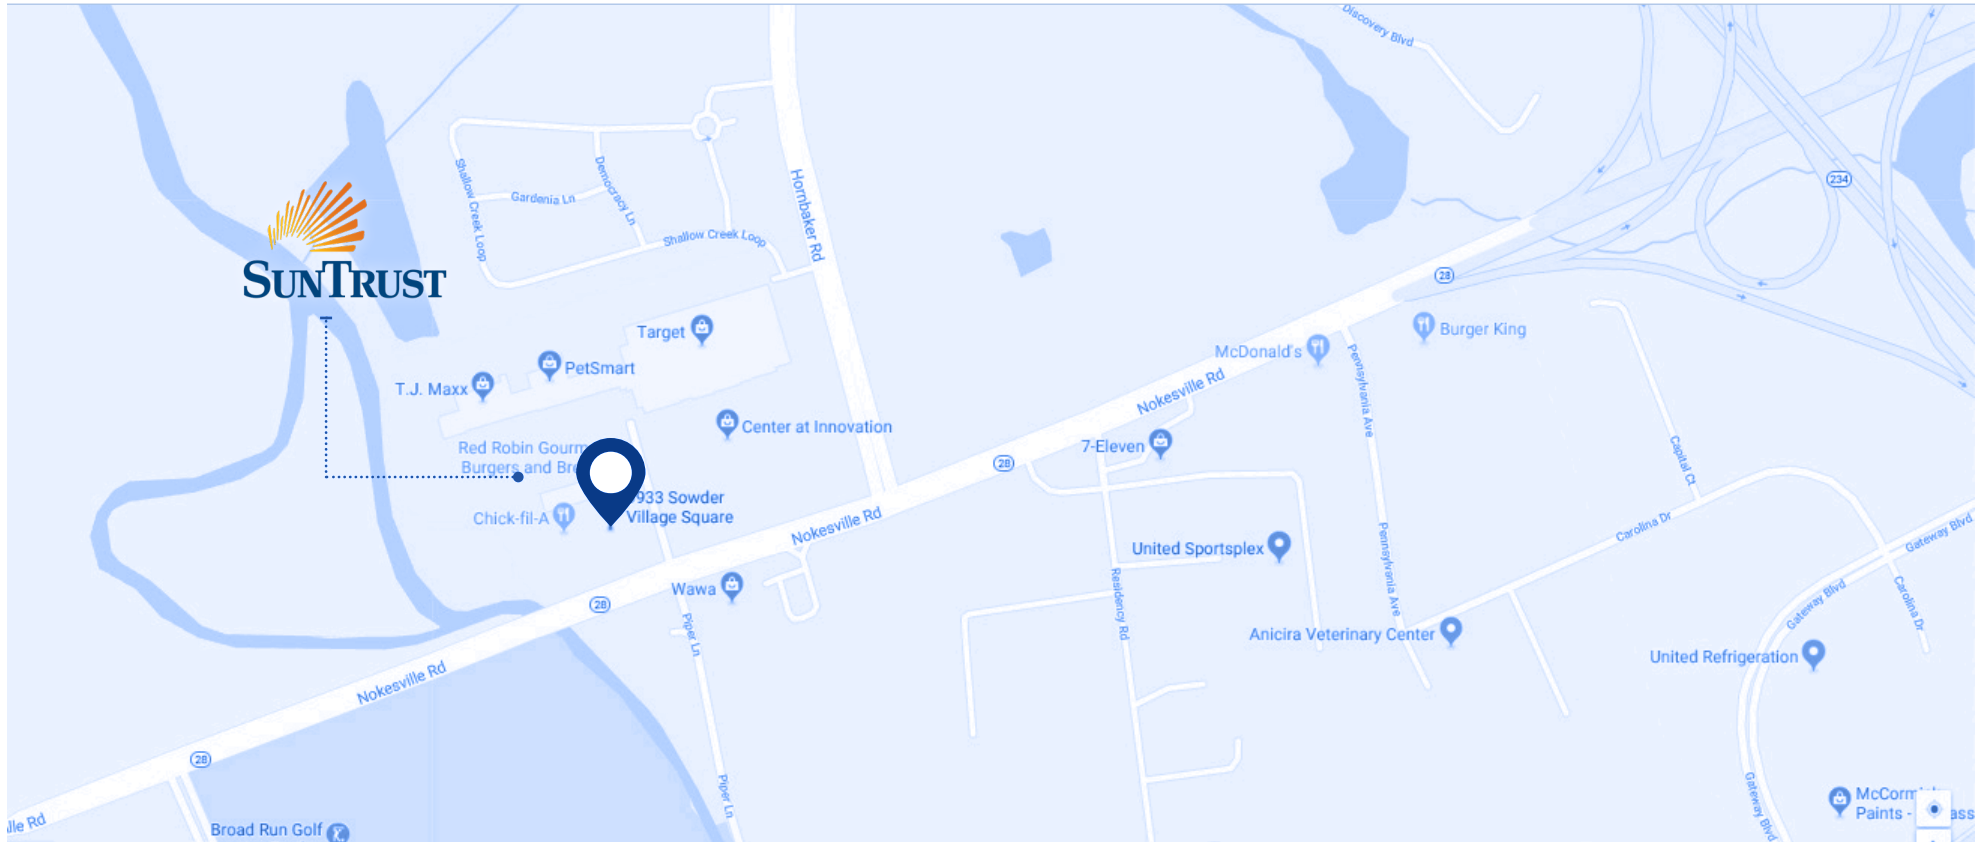 Discovery Blvd
234
Shallow Creek Loop
Democracy Ln
Gardenia Ln
Hornbaker Rd
Shallow Creek Loop
SUNTRUST
28
Target
Burger King
McDonald's
PetSmart
T.J. Maxx
Pennsylvania Ave
Nokesville Rd
Center at Innovation
Red Robin Gourm
Burgers and Bre
7-Eleven
28
Capital Ct
933 Sowder
Village Square
Chick-fil-A
Nokesville Rd
Carolina Dr
Gateway Blvd
United Sportsplex
Pennsylvania Ave
Wawa
28
Residency Rd
Gateway Blvd
Carolina Dr
Piper Ln
Anicira Veterinary Center
United Refrigeration
Nokesville Rd
28
Piper Ln
Gateway Blvd
McCorm
Paints - ass
lle Rd
Broad Run Golf